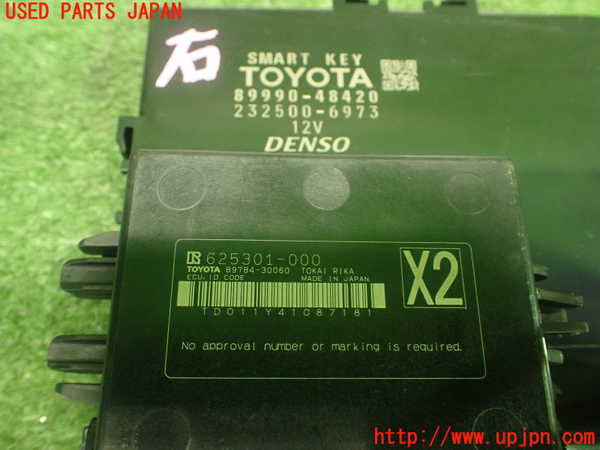 USED PARTS JAPAN
石
SMART KEY
TOYOTA
89990-48420
232500-6973
12V
DENSO
625301-000
TOYOTA 89784-30060 TOKAI RIKA
ECU,ID CODE MADE IN JAPAN
X2
TD011Y41087181
No approval number or marking is required.
http://www.upjpn.com